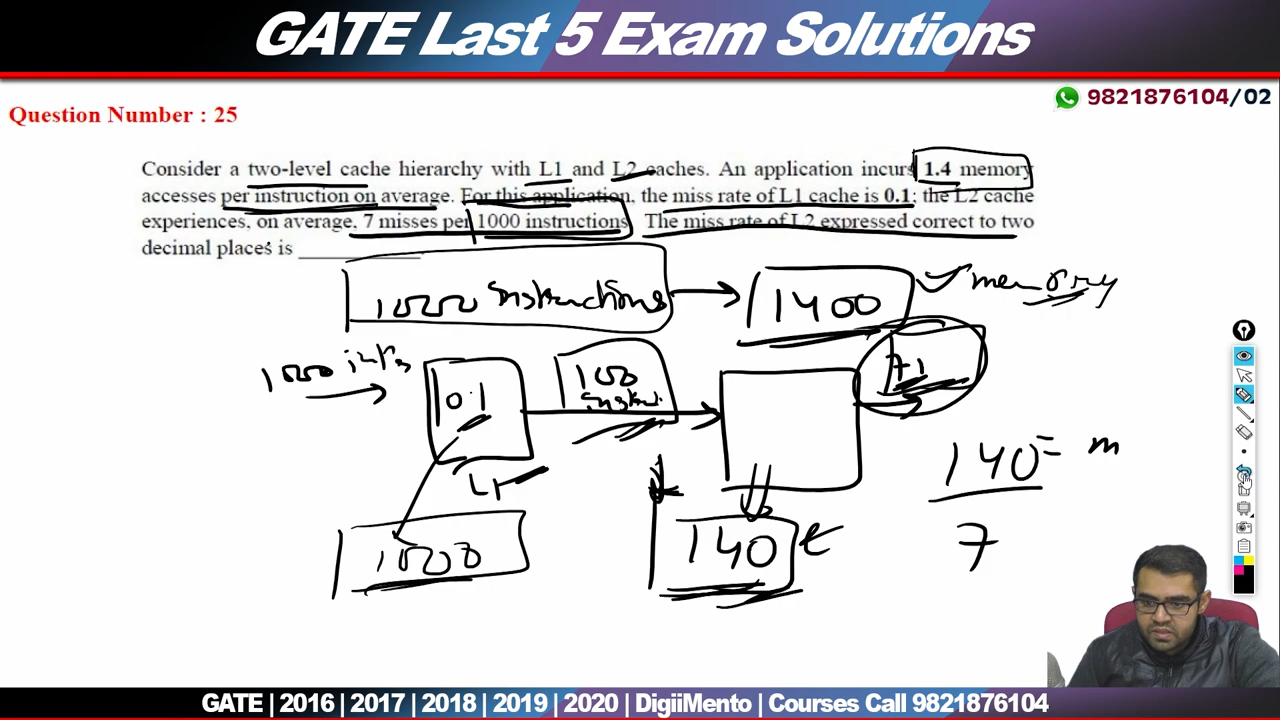 GATE Last 5 Exam Solutions
9821876104/02
Question Number : 25
Consider a two-level cache hierarchy with L1 and L2 caches. An application incurs 1.4 memory
accesses per instruction on average. For this application, the miss rate of L1 cache is 0.1; the L2 cache
experiences, on average, 7 misses per 1000 instructions. The miss rate of L2 expressed correct to two
decimal places is ____________
1000 instructions
1400
memory
1000
0.1
100
L1
1000
140
140 = m
7
GATE | 2016 | 2017 | 2018 | 2019 | 2020 | DigiiMento | Courses Call 9821876104